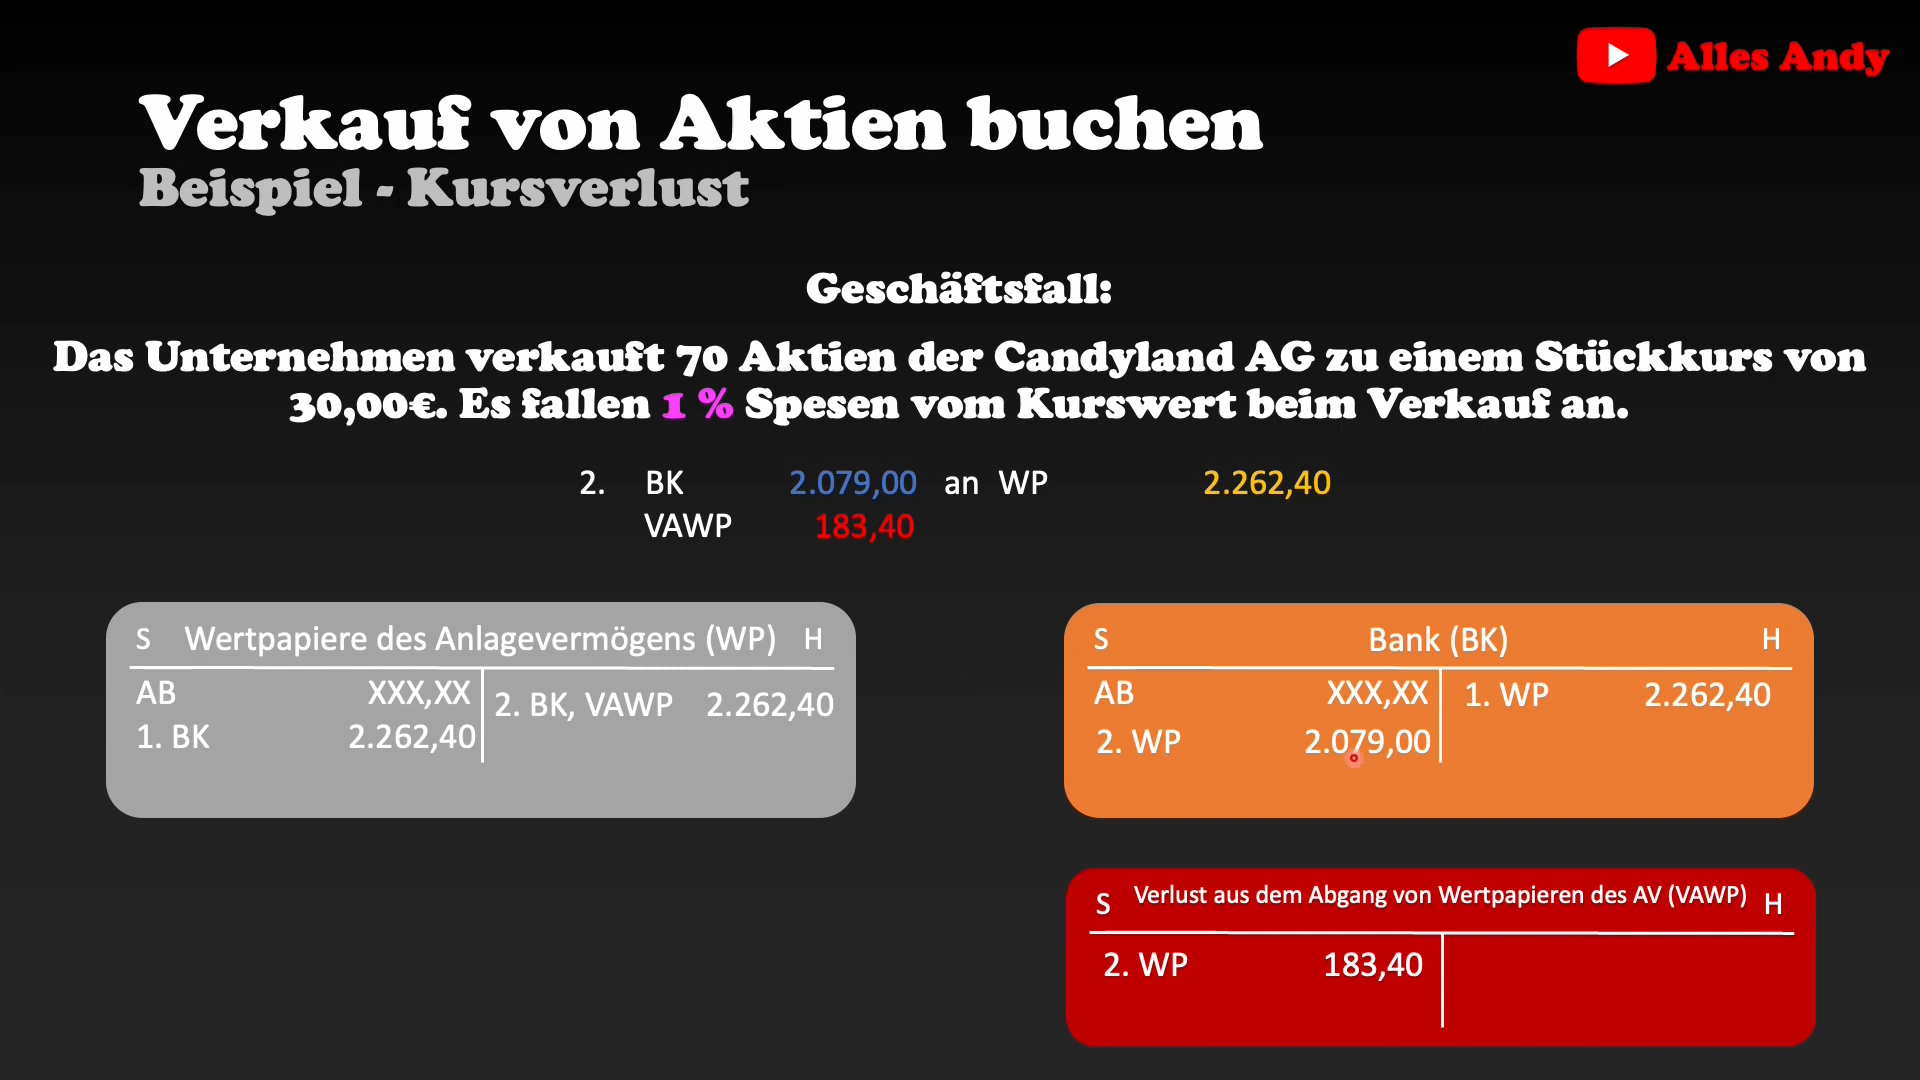 Alles Andy
Verkauf von Aktien buchen
Beispiel - Kursverlust
Geschäftsfall:
Das Unternehmen verkauft 70 Aktien der Candyland AG zu einem Stückkurs von
30,00€. Es fallen 1 % Spesen vom Kurswert beim Verkauf an.
2. BK 2.079,00 an WP 2.262,40
VAWP 183,40
S Wertpapiere des Anlagevermögens (WP) H
AB XXX,XX 2. BK, VAWP 2.262,40
1. BK 2.262,40
S Bank (BK) H
AB XXX,XX 1. WP 2.262,40
2. WP 2.079,00
S Verlust aus dem Abgang von Wertpapieren des AV (VAWP) H
2. WP 183,40